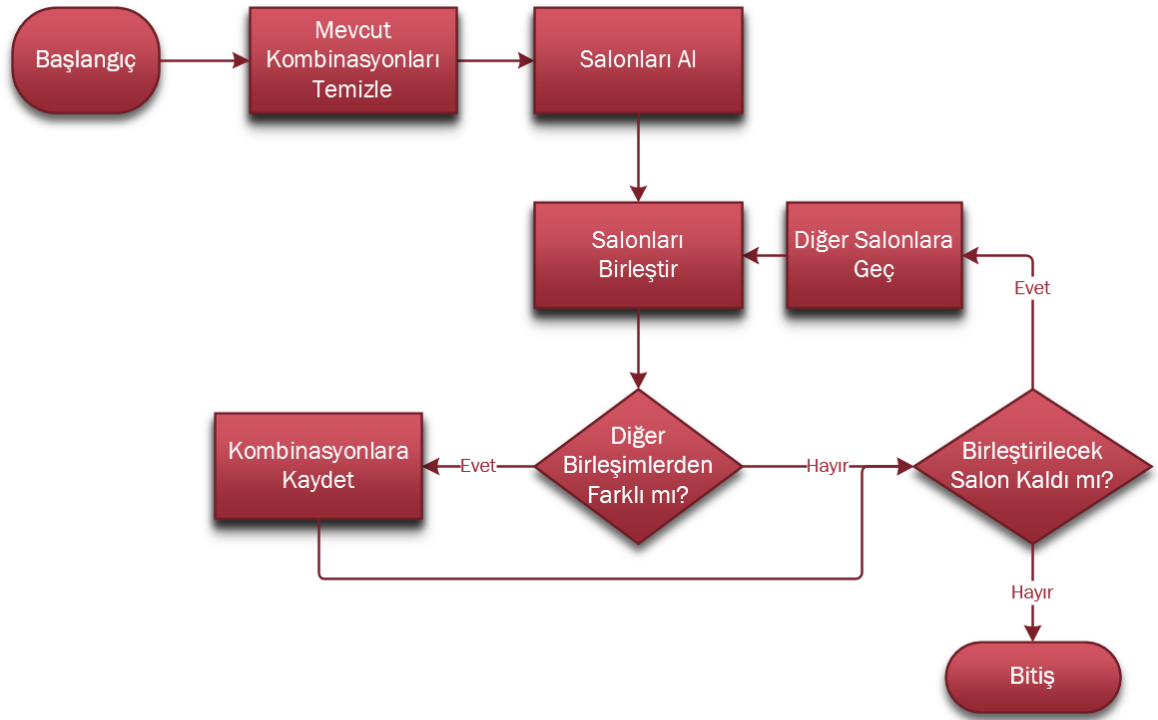 Başlangıç
Mevcut
Kombinasyonları
Temizle
Salonları Al
Salonları
Birleştir
Diğer Salonlara
Geç
Evet
Kombinasyonlara
Kaydet
Evet
Diğer
Birleşimlerden
Farklı mı?
Hayır
Birleştirilecek
Salon Kaldı mı?
Hayır
Bitiş